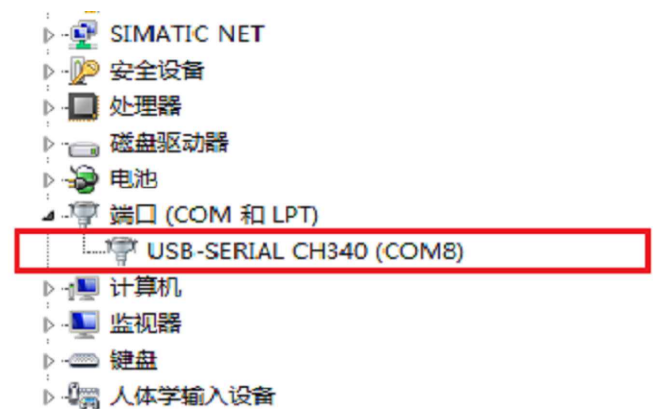 SIMATIC NET
安全设备
处理器
磁盘驱动器
电池
端口 (COM 和 LPT)
USB-SERIAL CH340 (COM8)
计算机
监视器
键盘
人体学输入设备